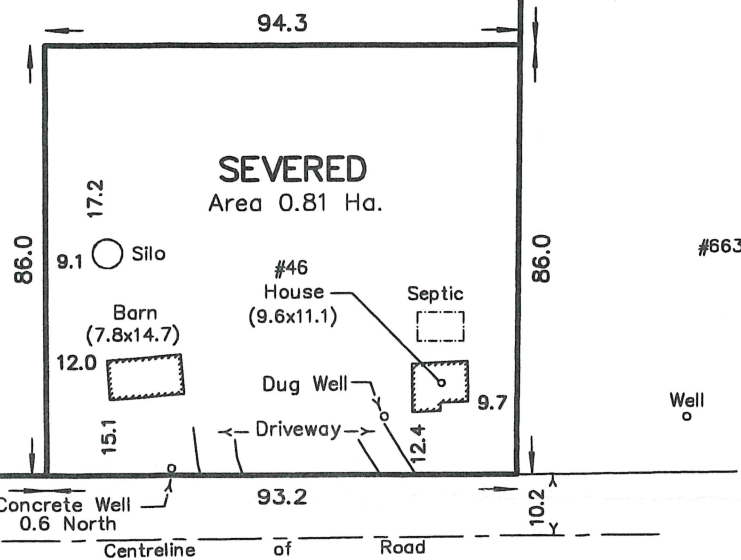 94.3
SEVERED
Area 0.81 Ha.
17.2
86.0
9.1
Silo
86.0
#663
#46
House
(9.6x11.1)
Septic
Barn
(7.8x14.7)
12.0
Dug Well
9.7
Well
15.1
Driveway
12.4
Concrete Well
0.6 North
93.2
10.2
Centreline of Road